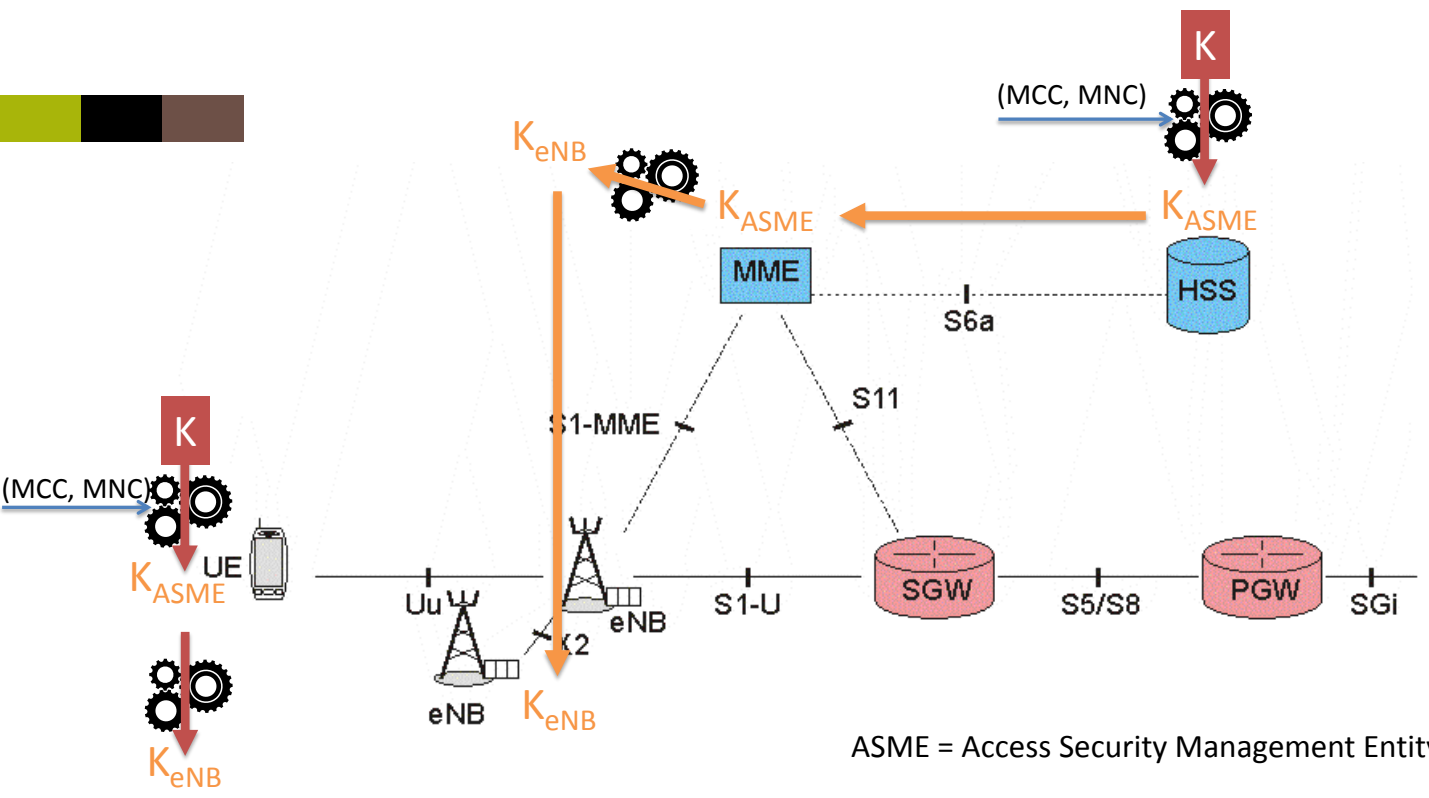 K
(MCC, MNC)
KeNB
KASME
KASME
MME
HSS
S6a
S11
S1-MME
K
(MCC, MNC)
UE
KASME
Uu
eNB
S1-U
SGW
S5/S8
PGW
SGi
X2
eNB
KeNB
KeNB
ASME = Access Security Management Entity